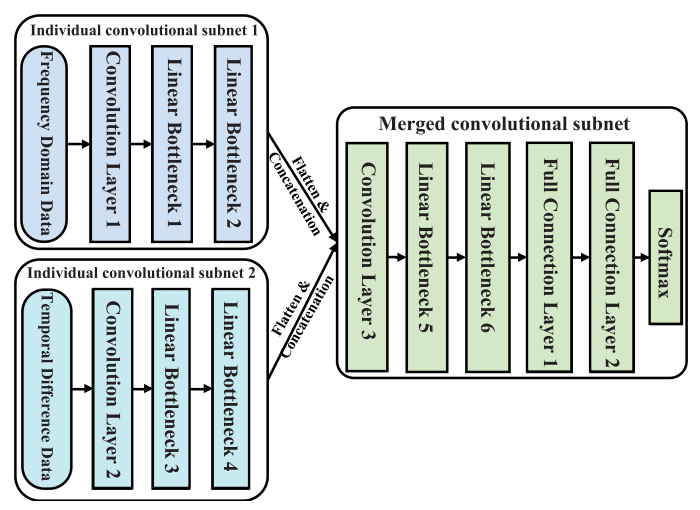 Individual convolutional subnet 1
Frequency Domain Data
Convolution Layer 1
Linear Bottleneck 1
Linear Bottleneck 2
Flatten &
Concatenation
Individual convolutional subnet 2
Temporal Difference Data
Convolution Layer 2
Linear Bottleneck 3
Linear Bottleneck 4
Flatten &
Concatenation
Merged convolutional subnet
Convolution Layer 3
Linear Bottleneck 5
Linear Bottleneck 6
Full Connection Layer 1
Full Connection Layer 2
Softmax